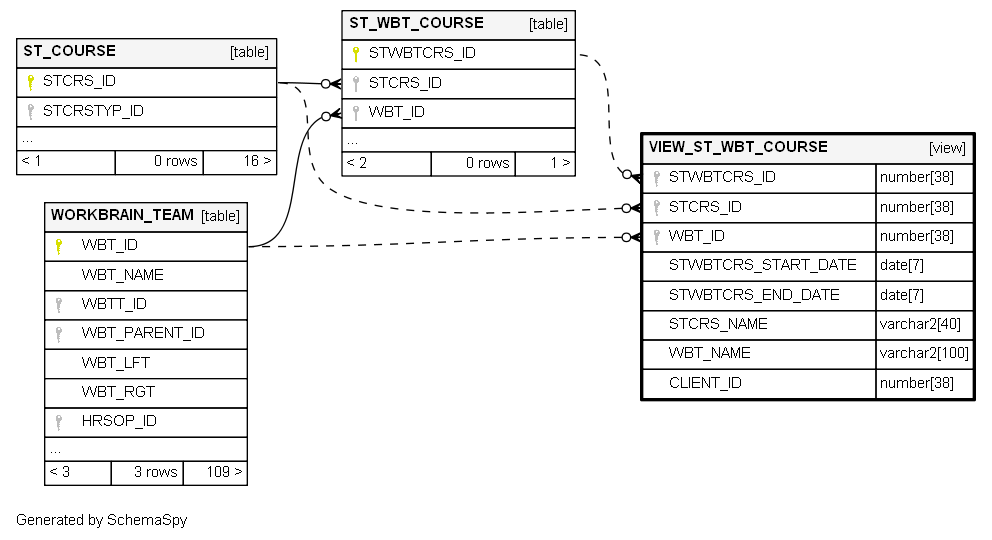 ST_COURSE [table]
STCRS_ID
STCRSTYP_ID
...
< 1 0 rows 16 >
ST_WBT_COURSE [table]
STWBTCRS_ID
STCRS_ID
WBT_ID
...
< 2 0 rows 1 >
WORKBRAIN_TEAM [table]
WBT_ID
WBT_NAME
WBTT_ID
WBT_PARENT_ID
WBT_LFT
WBT_RGT
HRSOP_ID
...
< 3 3 rows 109 >
VIEW_ST_WBT_COURSE [view]
STWBTCRS_ID number[38]
STCRS_ID number[38]
WBT_ID number[38]
STWBTCRS_START_DATE date[7]
STWBTCRS_END_DATE date[7]
STCRS_NAME varchar2[40]
WBT_NAME varchar2[100]
CLIENT_ID number[38]
Generated by SchemaSpy